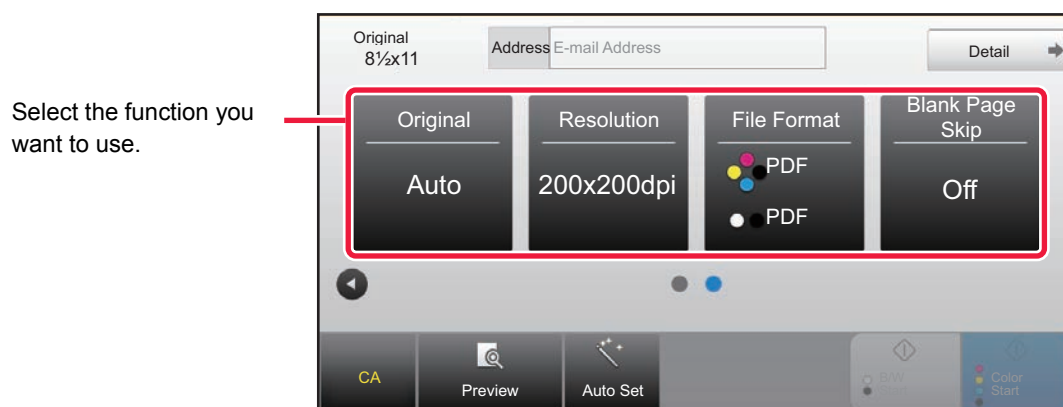 Original
8½x11
Address E-mail Address
Detail
Select the function you
want to use.
Original
Auto
Resolution
200x200dpi
File Format
PDF
PDF
Blank Page
Skip
Off
CA
Preview
Auto Set
B/W
Start
Color
Start